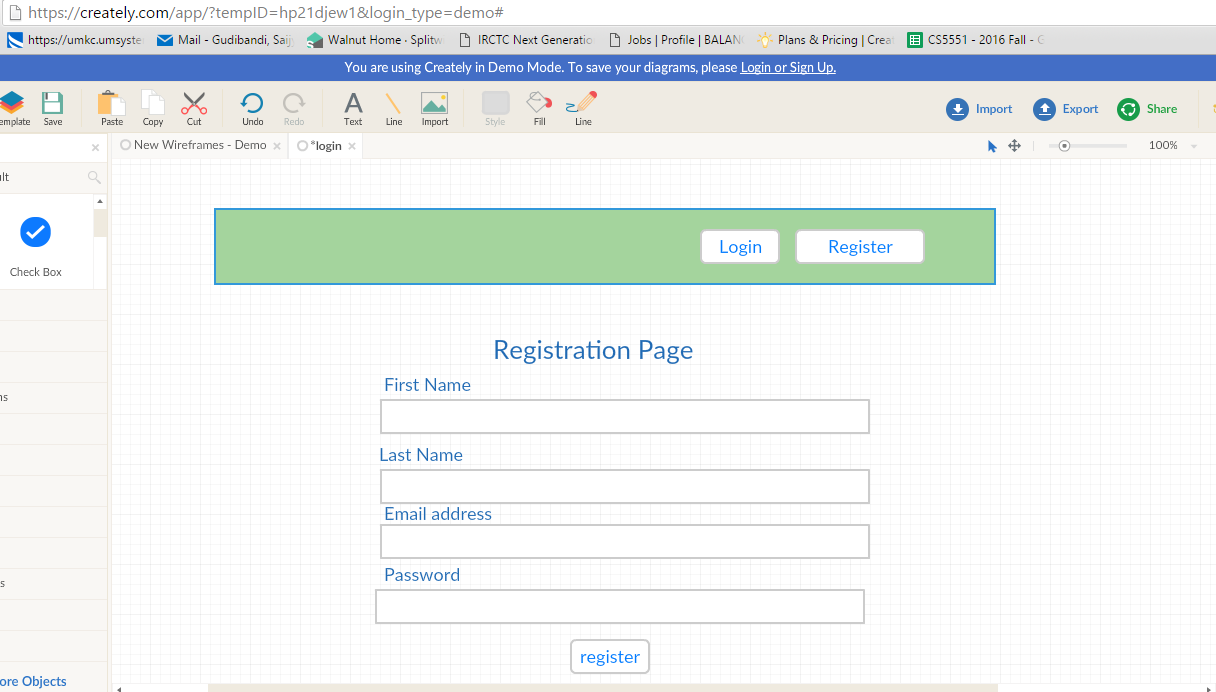 https://creately.com/app/?tempID=hp21djew1&login_type=demo#
https://umkc.umsyste Mail - Gudibandi, Saij Walnut Home · Splitw IRCTC Next Generatio Jobs | Profile | BALAN Plans & Pricing | Crea CS5551 - 2016 Fall - G
You are using Creately in Demo Mode. To save your diagrams, please Login or Sign Up.
emplate Save Paste Copy Cut Undo Redo Text Line Import Style Fill Line Import Export Share
New Wireframes - Demo *login 100%
ult
Check Box
Login Register
Registration Page
First Name
ns
Last Name
Email address
Password
s
register
ore Objects